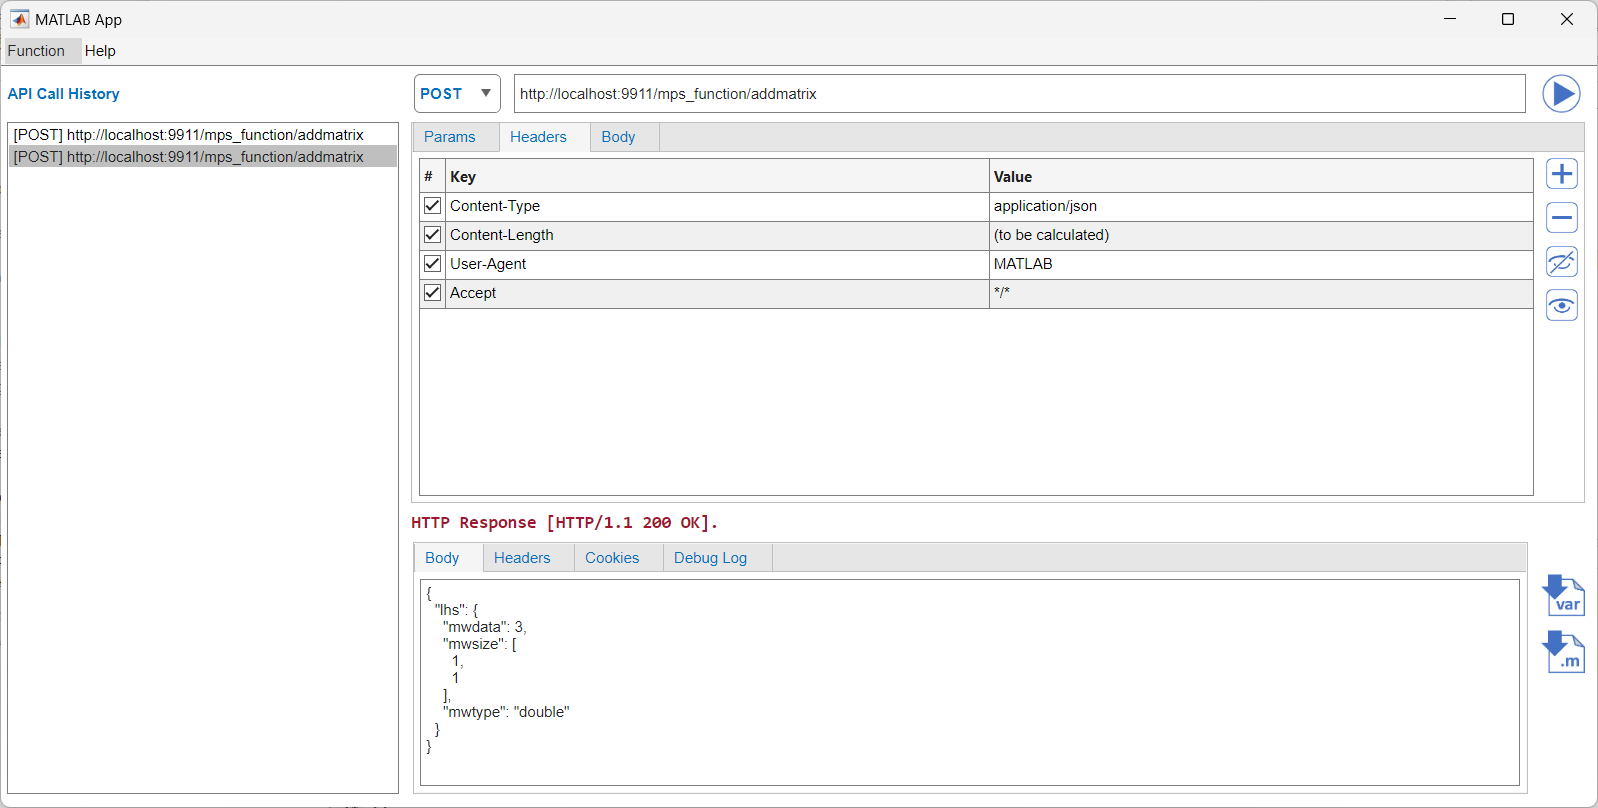 MATLAB App
Function Help
API Call History
POST
http://localhost:9911/mps_function/addmatrix
[POST] http://localhost:9911/mps_function/addmatrix
[POST] http://localhost:9911/mps_function/addmatrix
Params Headers Body
# Key Value
Content-Type application/json
Content-Length (to be calculated)
User-Agent MATLAB
Accept */*
HTTP Response [HTTP/1.1 200 OK].
Body Headers Cookies Debug Log
{
"lhs": {
"mwdata": 3,
"mwsize": [
1,
1
],
"mwtype": "double"
}
}
var
.m